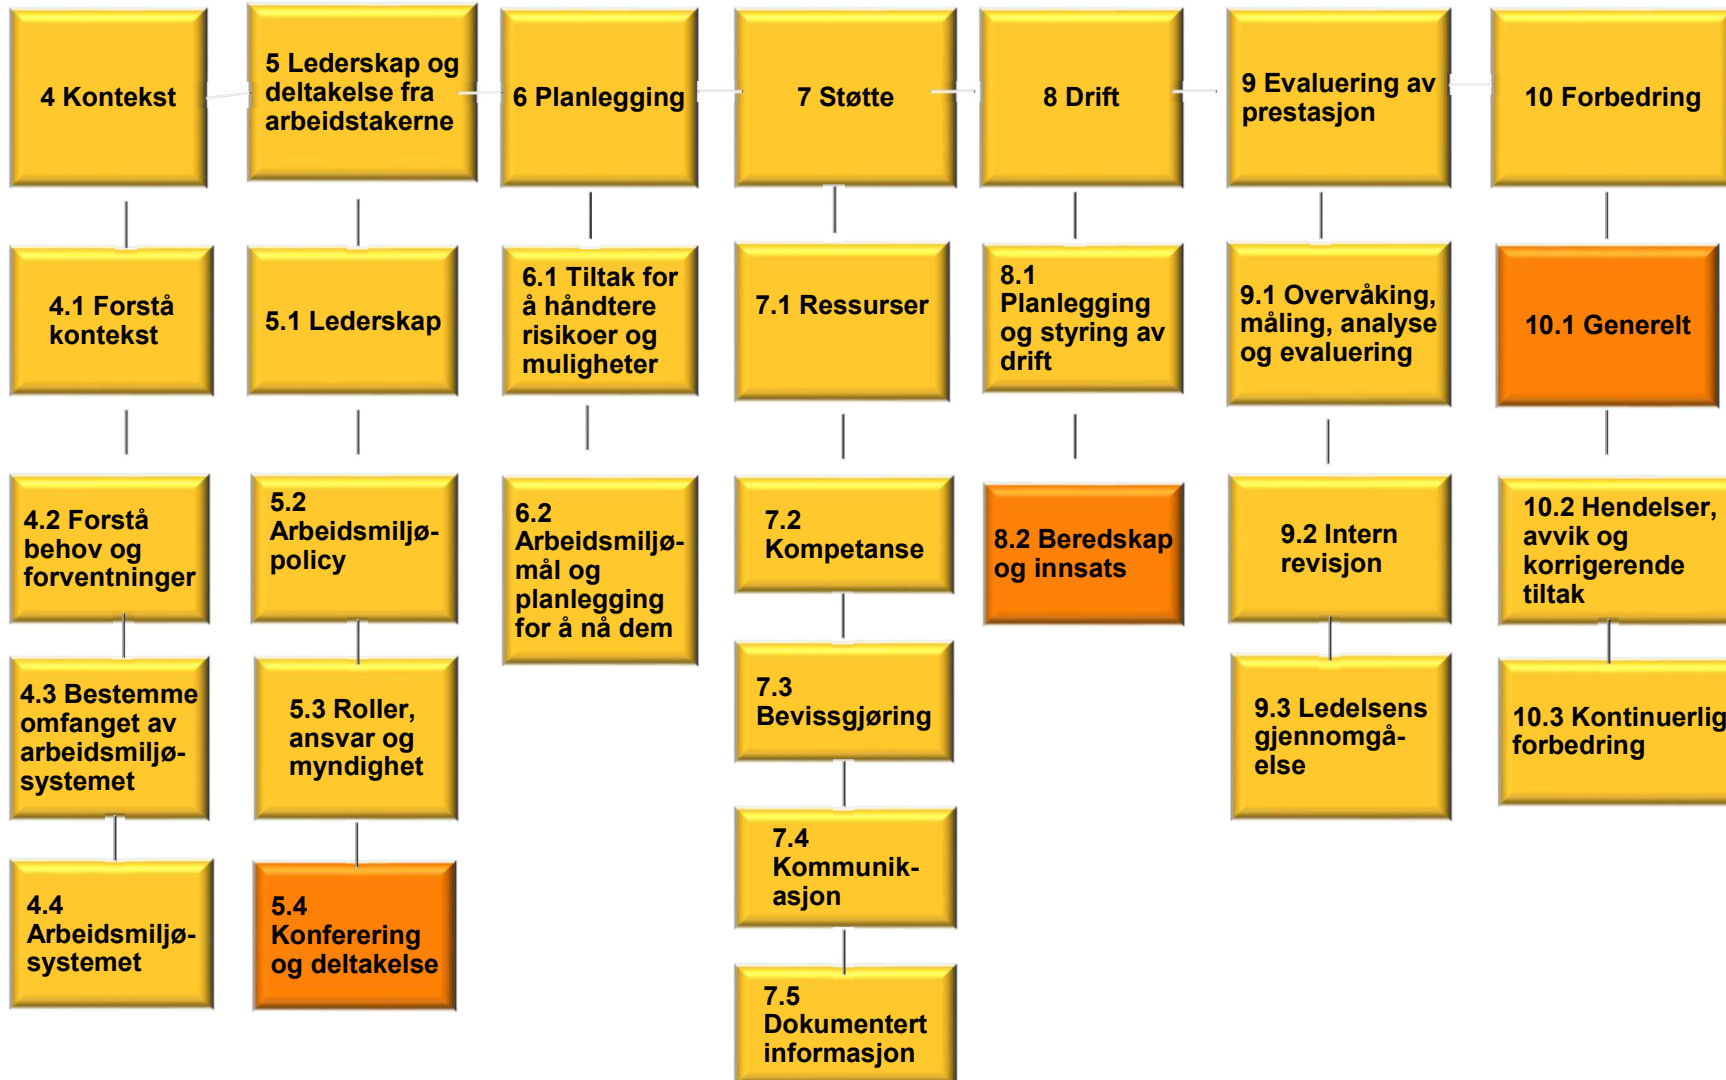 4 Kontekst
5 Lederskap og
deltakelse fra
arbeidstakerne
6 Planlegging
7 Støtte
8 Drift
9 Evaluering av
prestasjon
10 Forbedring
4.1 Forstå
kontekst
5.1 Lederskap
6.1 Tiltak for
å håndtere
risikoer og
muligheter
7.1 Ressurser
8.1
Planlegging
og styring av
drift
9.1 Overvåking,
måling, analyse
og evaluering
10.1 Generelt
4.2 Forstå
behov og
forventninger
5.2
Arbeidsmiljø-
policy
6.2
Arbeidsmiljø-
mål og
planlegging
for å nå dem
7.2
Kompetanse
8.2 Beredskap
og innsats
9.2 Intern
revisjon
10.2 Hendelser,
avvik og
korrigerende
tiltak
4.3 Bestemme
omfanget av
arbeidsmiljø-
systemet
5.3 Roller,
ansvar og
myndighet
7.3
Bevissgjøring
9.3 Ledelsens
gjennomgå-
else
10.3 Kontinuerlig
forbedring
4.4
Arbeidsmiljø-
systemet
5.4
Konferering
og deltakelse
7.4
Kommunik-
asjon
7.5
Dokumentert
informasjon